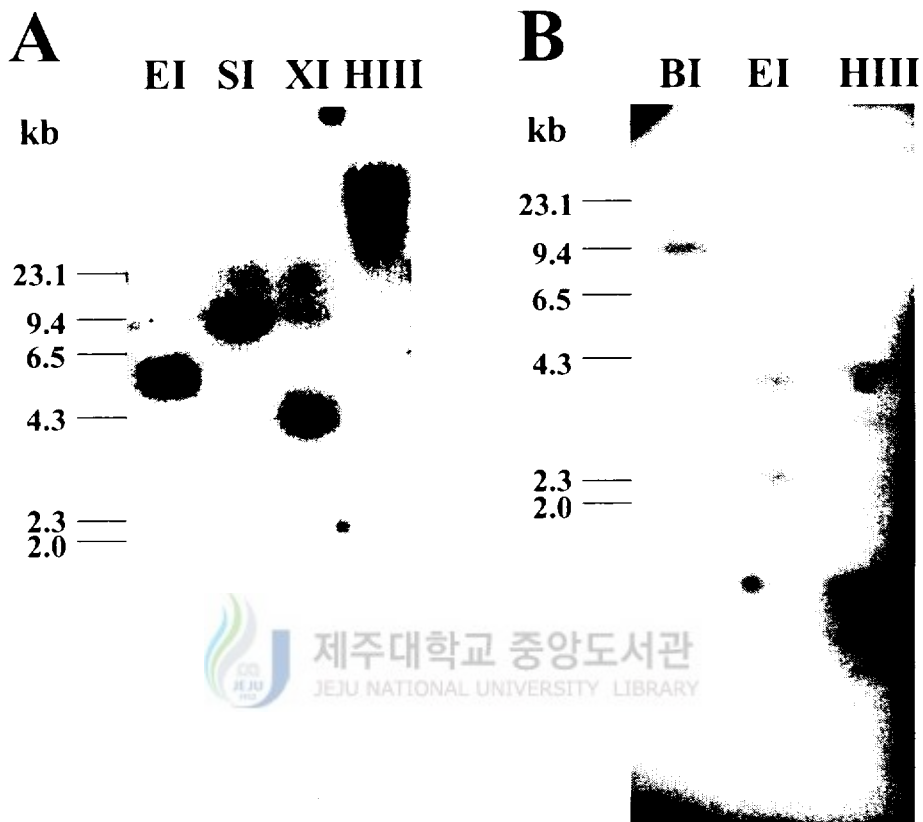 A
EI SI XI HIII
kb
23.1
9.4
6.5
4.3
2.3
2.0
B
BI EI HIII
kb
23.1
9.4
6.5
4.3
2.3
2.0
제주대학교 중앙도서관
JEJU NATIONAL UNIVERSITY LIBRARY